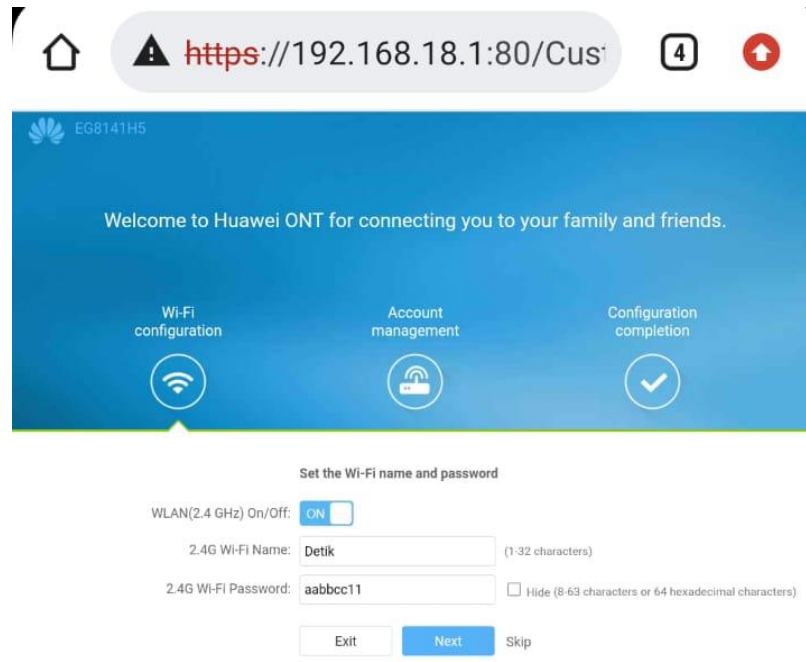 https://192.168.18.1:80/Cus
4
EG8141H5
Welcome to Huawei ONT for connecting you to your family and friends.
Wi-Fi configuration
Account management
Configuration completion
Set the Wi-Fi name and password
WLAN(2.4 GHz) On/Off: ON
2.4G Wi-Fi Name: Detik (1-32 characters)
2.4G Wi-Fi Password: aabbcc11 Hide (8-63 characters or 64 hexadecimal characters)
Exit Next Skip